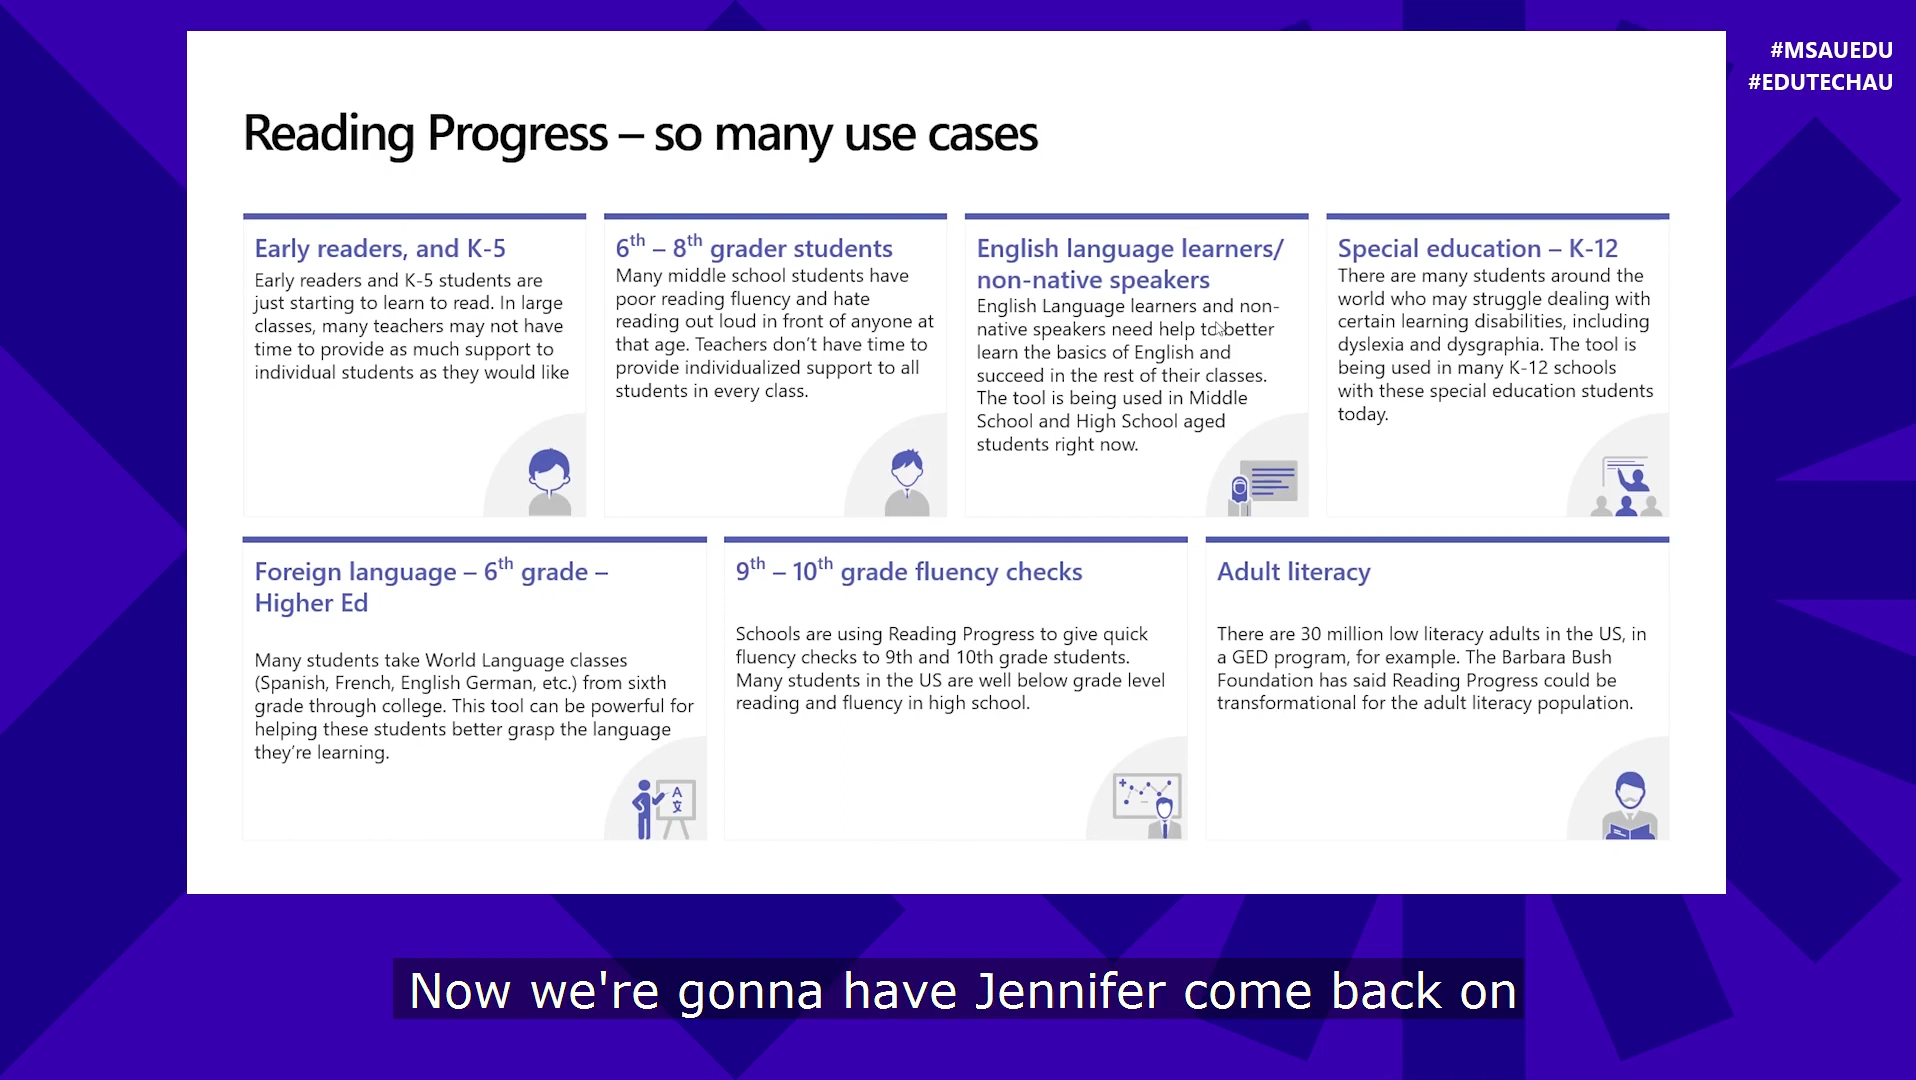 #MSAUEDU
#EDUTECHAU
Reading Progress – so many use cases
Early readers, and K-5
Early readers and K-5 students are
just starting to learn to read. In large
classes, many teachers may not have
time to provide as much support to
individual students as they would like
6th – 8th grader students
Many middle school students have
poor reading fluency and hate
reading out loud in front of anyone at
that age. Teachers don't have time to
provide individualized support to all
students in every class.
English language learners/
non-native speakers
English Language learners and non-
native speakers need help to better
learn the basics of English and
succeed in the rest of their classes.
The tool is being used in Middle
School and High School aged
students right now.
Special education – K-12
There are many students around the
world who may struggle dealing with
certain learning disabilities, including
dyslexia and dysgraphia. The tool is
being used in many K-12 schools
with these special education students
today.
Foreign language – 6th grade –
Higher Ed
Many students take World Language classes
(Spanish, French, English German, etc.) from sixth
grade through college. This tool can be powerful for
helping these students better grasp the language
they're learning.
A
文
9th – 10th grade fluency checks
Schools are using Reading Progress to give quick
fluency checks to 9th and 10th grade students.
Many students in the US are well below grade level
reading and fluency in high school.
Adult literacy
There are 30 million low literacy adults in the US, in
a GED program, for example. The Barbara Bush
Foundation has said Reading Progress could be
transformational for the adult literacy population.
Now we're gonna have Jennifer come back on